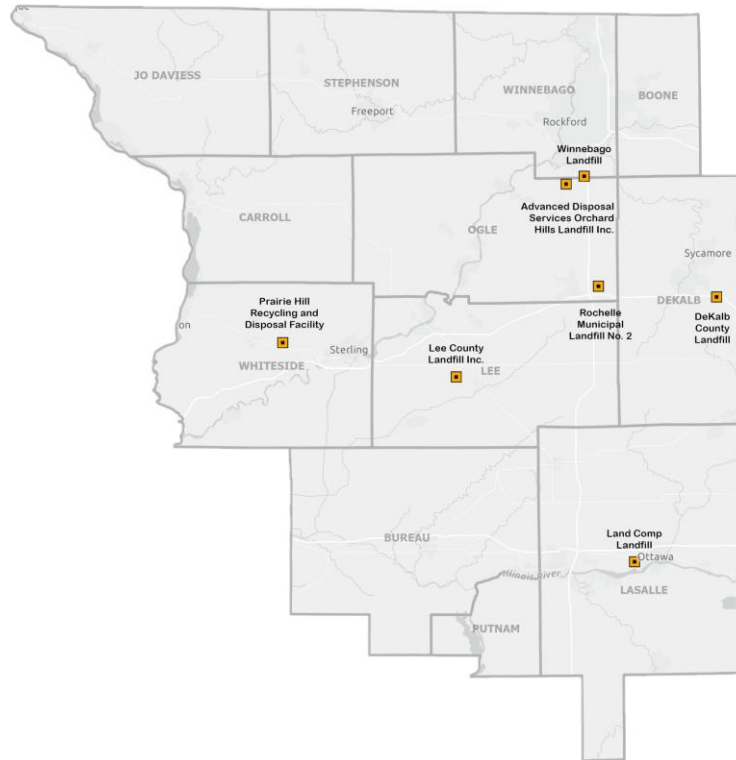 JO DAVIESS
STEPHENSON
Freeport
WINNEBAGO
BOONE
Rockford
Winnebago
Landfill
CARROLL
OGLE
Advanced Disposal
Services Orchard
Hills Landfill Inc.
Sycamore
DEKALB
DeKalb
County
Landfill
Prairie Hill
Recycling and
Disposal Facility
on
Sterling
WHITESIDE
Lee County
Landfill Inc.
LEE
Rochelle
Municipal
Landfill No. 2
BUREAU
Land Comp
Landfill
Ottawa
Illinois River
LASALLE
PUTNAM